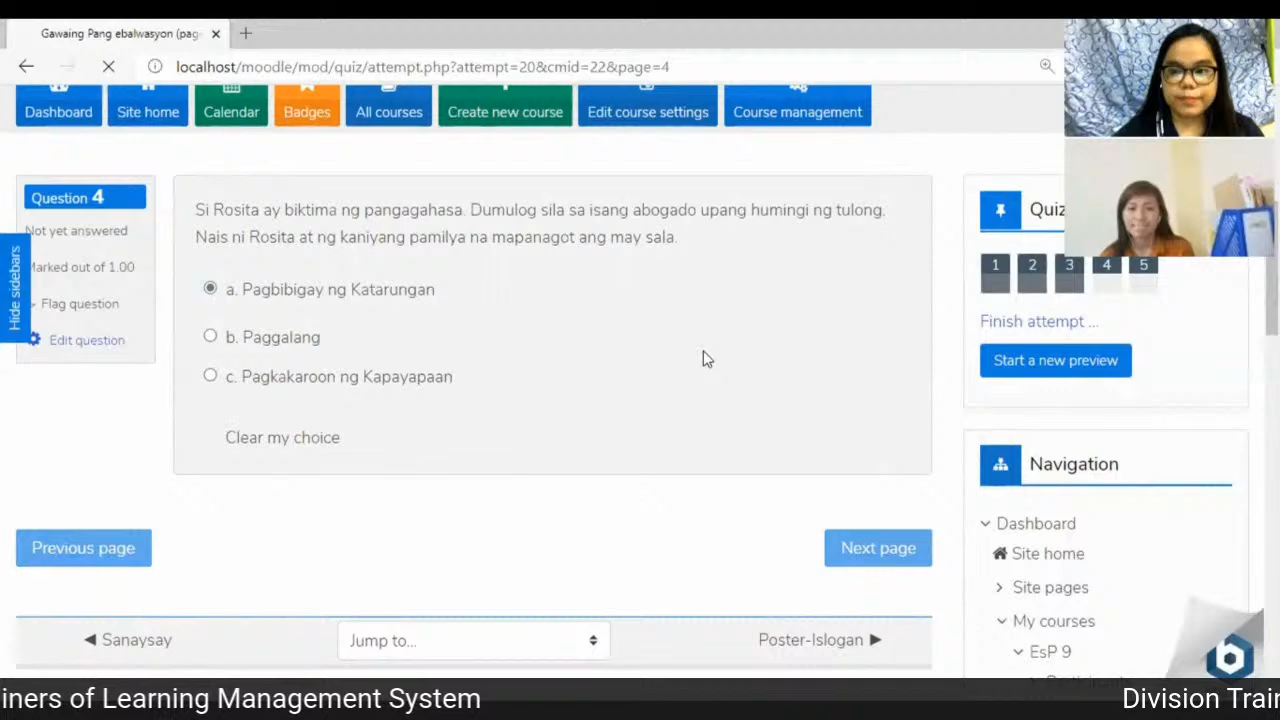 Gawaing Pang ebalwasyon (pag
localhost/moodle/mod/quiz/attempt.php?attempt=20&cmid=22&page=4
Dashboard
Site home
Calendar
Badges
All courses
Create new course
Edit course settings
Course management
Question 4
Not yet answered
Marked out of 1.00
Flag question
Edit question
Hide sidebars
Si Rosita ay biktima ng pangagahasa. Dumulog sila sa isang abogado upang humingi ng tulong.
Nais ni Rosita at ng kaniyang pamilya na mapanagot ang may sala.
a. Pagbibigay ng Katarungan
b. Paggalang
c. Pagkakaroon ng Kapayapaan
Clear my choice
Previous page
Next page
Sanaysay
Jump to...
Poster-Islogan
Quiz
1 2 3 4 5
Finish attempt ...
Start a new preview
Navigation
Dashboard
Site home
Site pages
My courses
EsP 9
iners of Learning Management System
Division Train